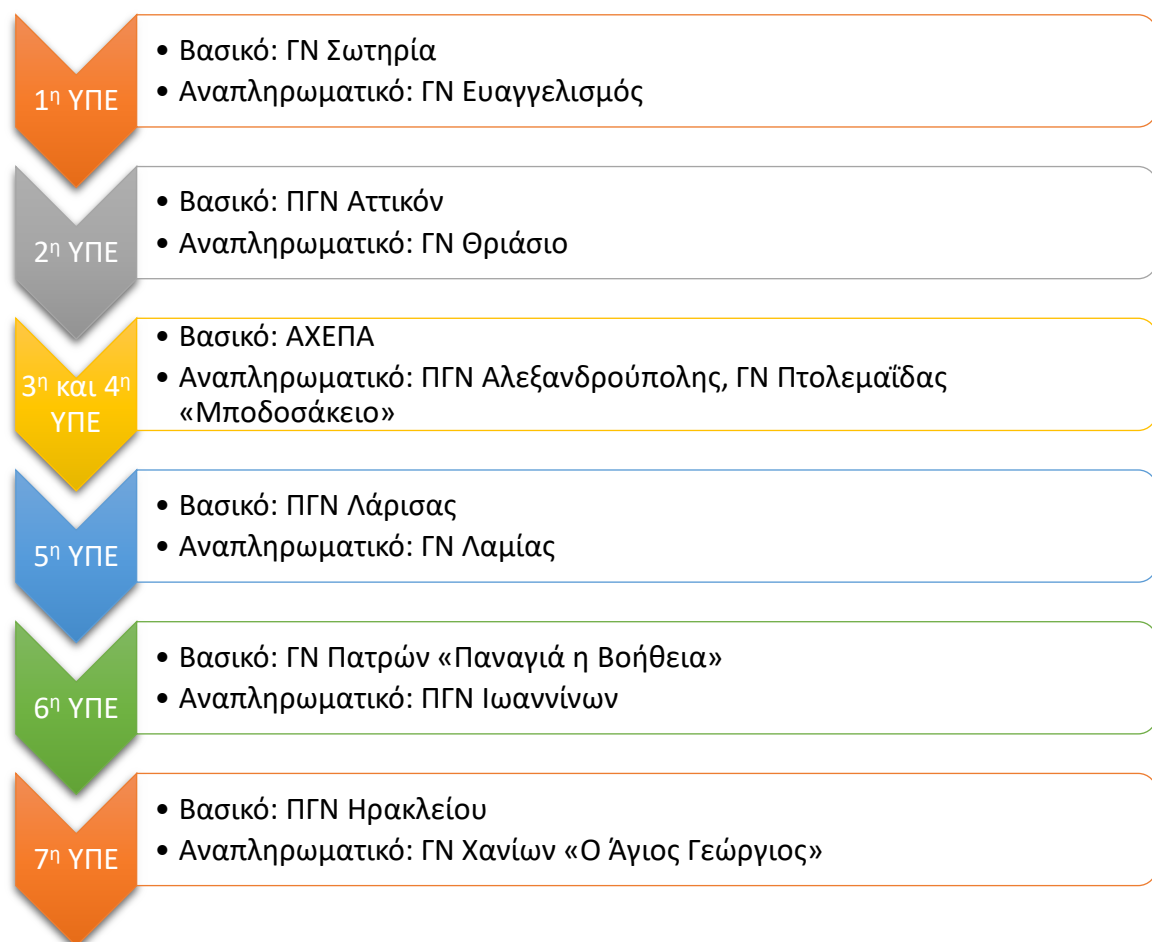 1η ΥΠΕ
• Βασικό: ΓΝ Σωτηρία
• Αναπληρωματικό: ΓΝ Ευαγγελισμός
2η ΥΠΕ
• Βασικό: ΠΓΝ Αττικόν
• Αναπληρωματικό: ΓΝ Θριάσιο
3η και 4η
ΥΠΕ
• Βασικό: ΑΧΕΠΑ
• Αναπληρωματικό: ΠΓΝ Αλεξανδρούπολης, ΓΝ Πτολεμαΐδας
«Μποδοσάκειο»
5η ΥΠΕ
• Βασικό: ΠΓΝ Λάρισας
• Αναπληρωματικό: ΓΝ Λαμίας
6η ΥΠΕ
• Βασικό: ΓΝ Πατρών «Παναγιά η Βοήθεια»
• Αναπληρωματικό: ΠΓΝ Ιωαννίνων
7η ΥΠΕ
• Βασικό: ΠΓΝ Ηρακλείου
• Αναπληρωματικό: ΓΝ Χανίων «Ο Άγιος Γεώργιος»